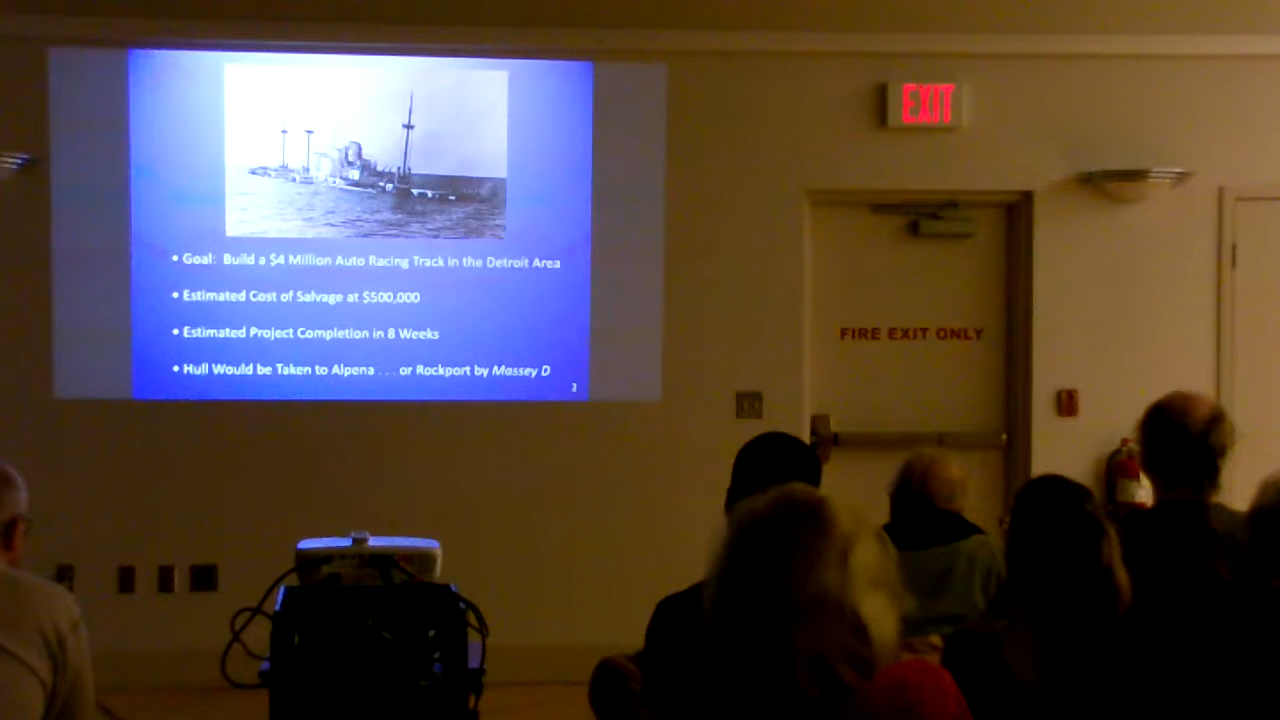 EXIT
• Goal: Build a $4 Million Auto Racing Track in the Detroit Area
• Estimated Cost of Salvage at $500,000
FIRE EXIT ONLY
• Estimated Project Completion in 8 Weeks
• Hull Would be Taken to Alpena . . . or Rockport by Massey D
2